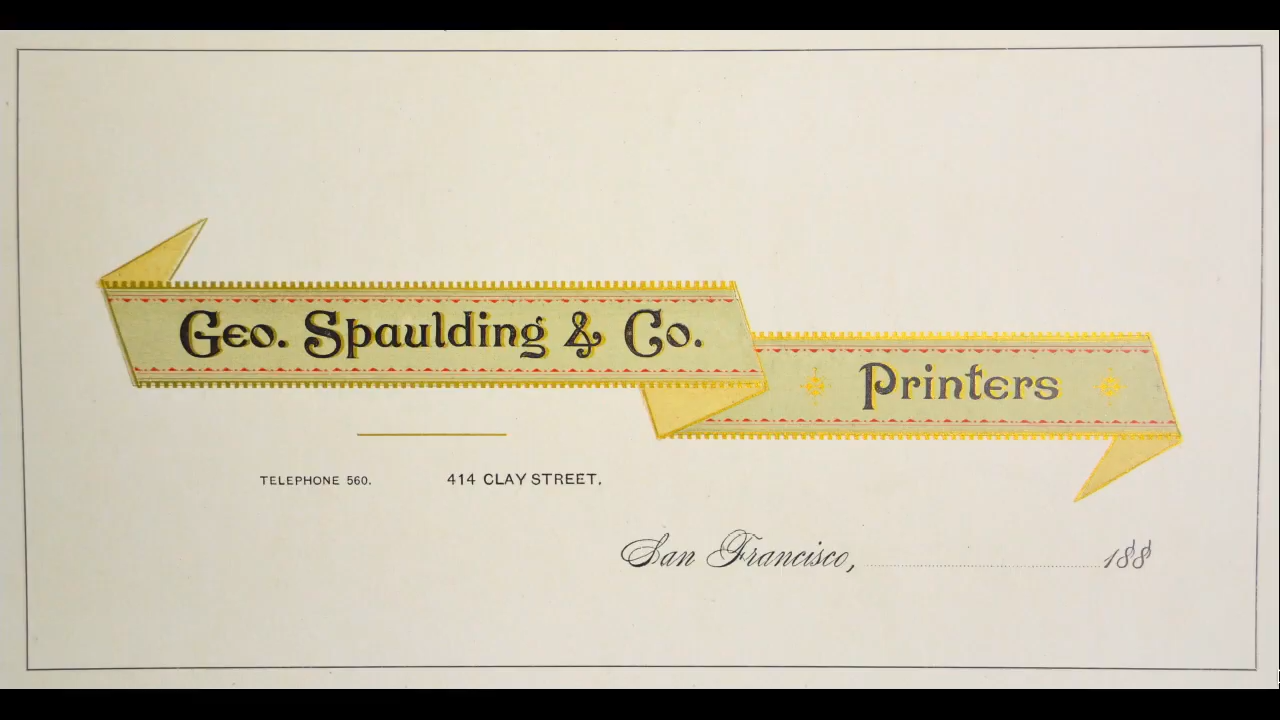 Geo. Spaulding & Co.
Printers
TELEPHONE 560. 414 CLAY STREET.
San Francisco, 188